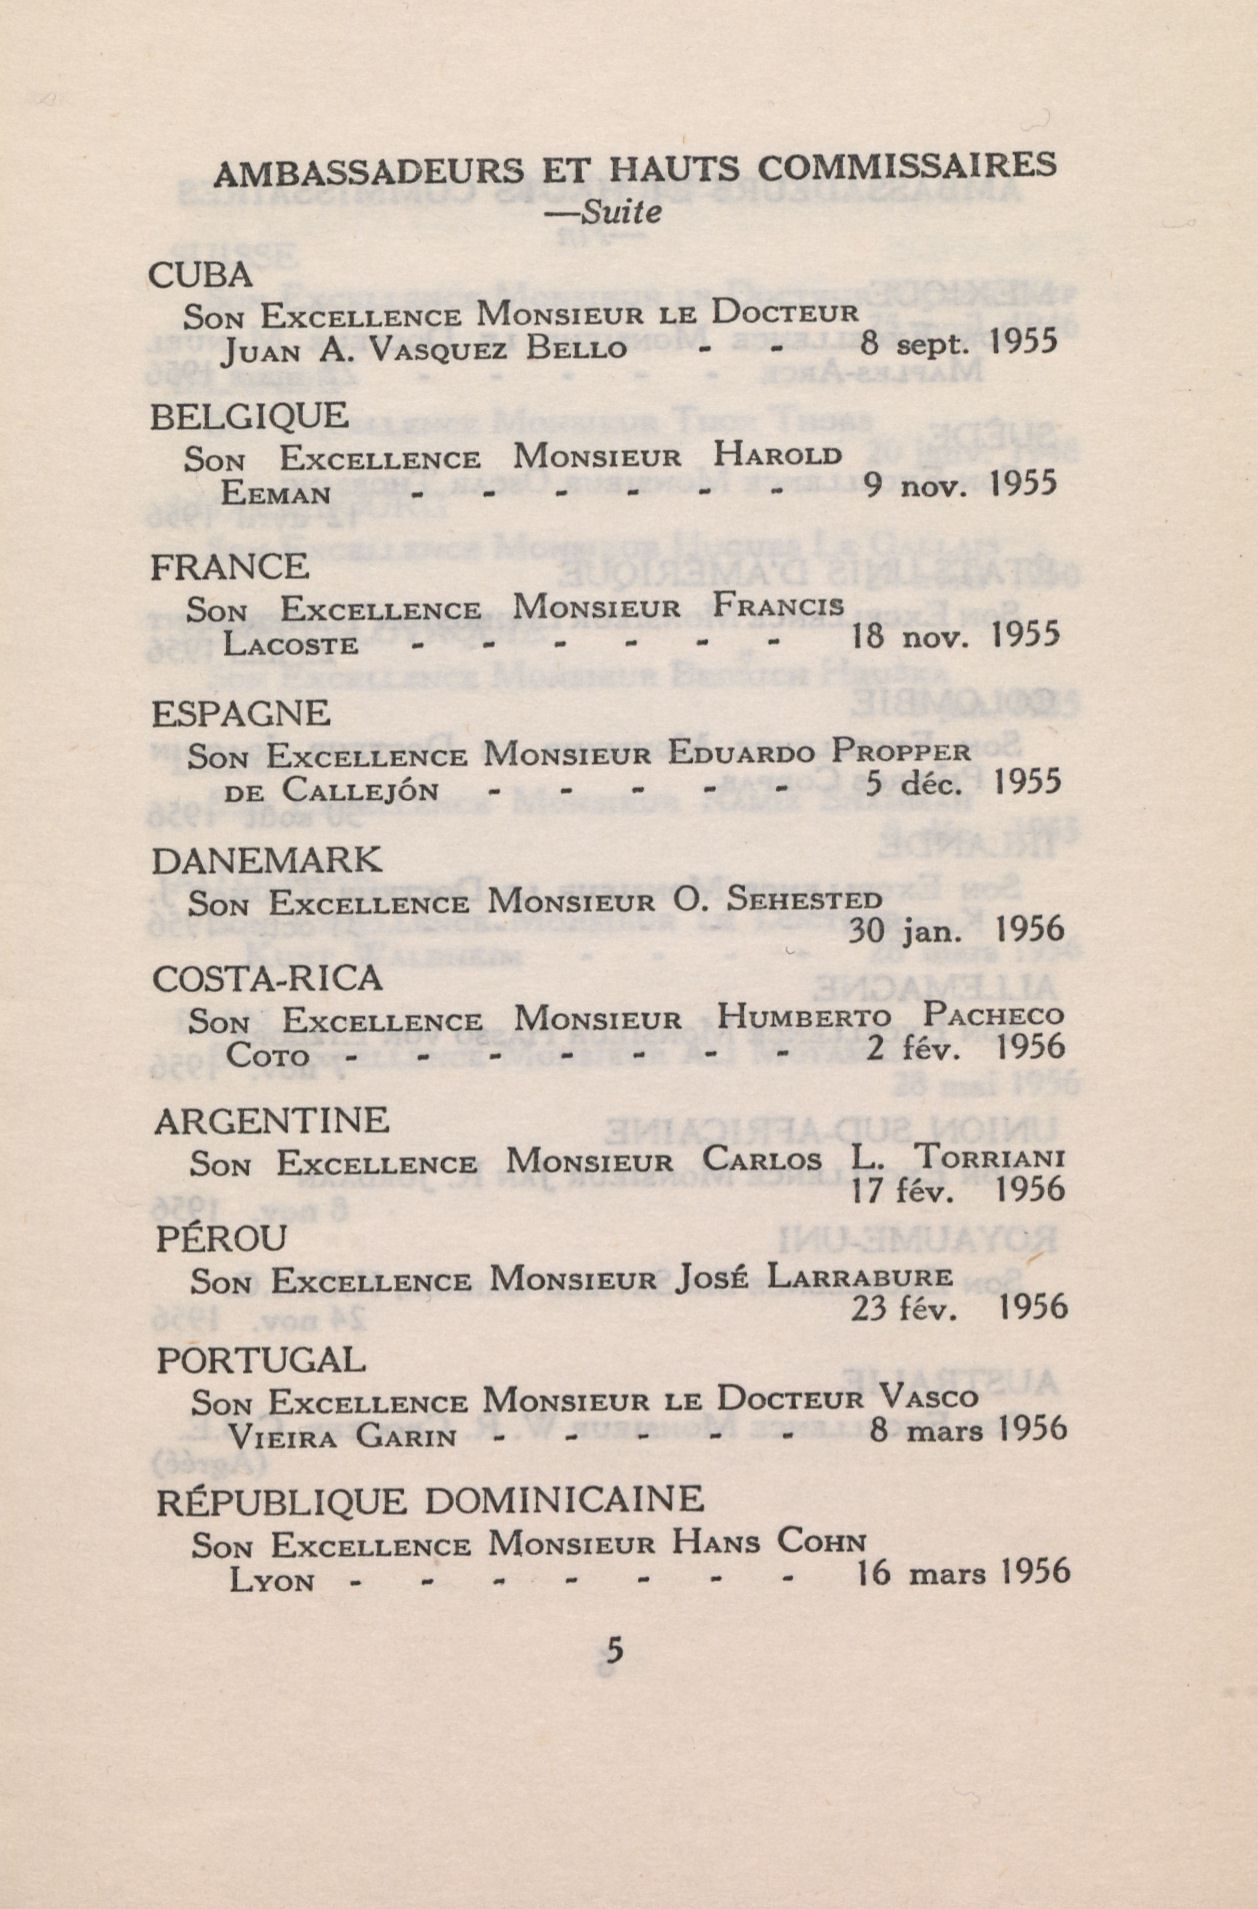 AMBASSADEURS ET HAUTS COMMISSAIRES
—Suite
CUBA
Son Excellence Monsieur le Docteur
Juan A. Vasquez Bello - - 8 sept. 1955
BELGIQUE
Son Excellence Monsieur Harold
Eeman - - - - - - 9 nov. 1955
FRANCE
Son Excellence Monsieur Francis
Lacoste - - - - - - 18 nov. 1955
ESPAGNE
Son Excellence Monsieur Eduardo Propper
de Callejón - - - - - 5 déc. 1955
DANEMARK
Son Excellence Monsieur O. Sehested
30 jan. 1956
COSTA-RICA
Son Excellence Monsieur Humberto Pacheco
Coto - - - - - - - 2 fév. 1956
ARGENTINE
Son Excellence Monsieur Carlos L. Torriani
17 fév. 1956
PÉROU
Son Excellence Monsieur José Larrabure
23 fév. 1956
PORTUGAL
Son Excellence Monsieur le Docteur Vasco
Vieira Garin - - - - - 8 mars 1956
RÉPUBLIQUE DOMINICAINE
Son Excellence Monsieur Hans Cohn
Lyon - - - - - - - 16 mars 1956
5